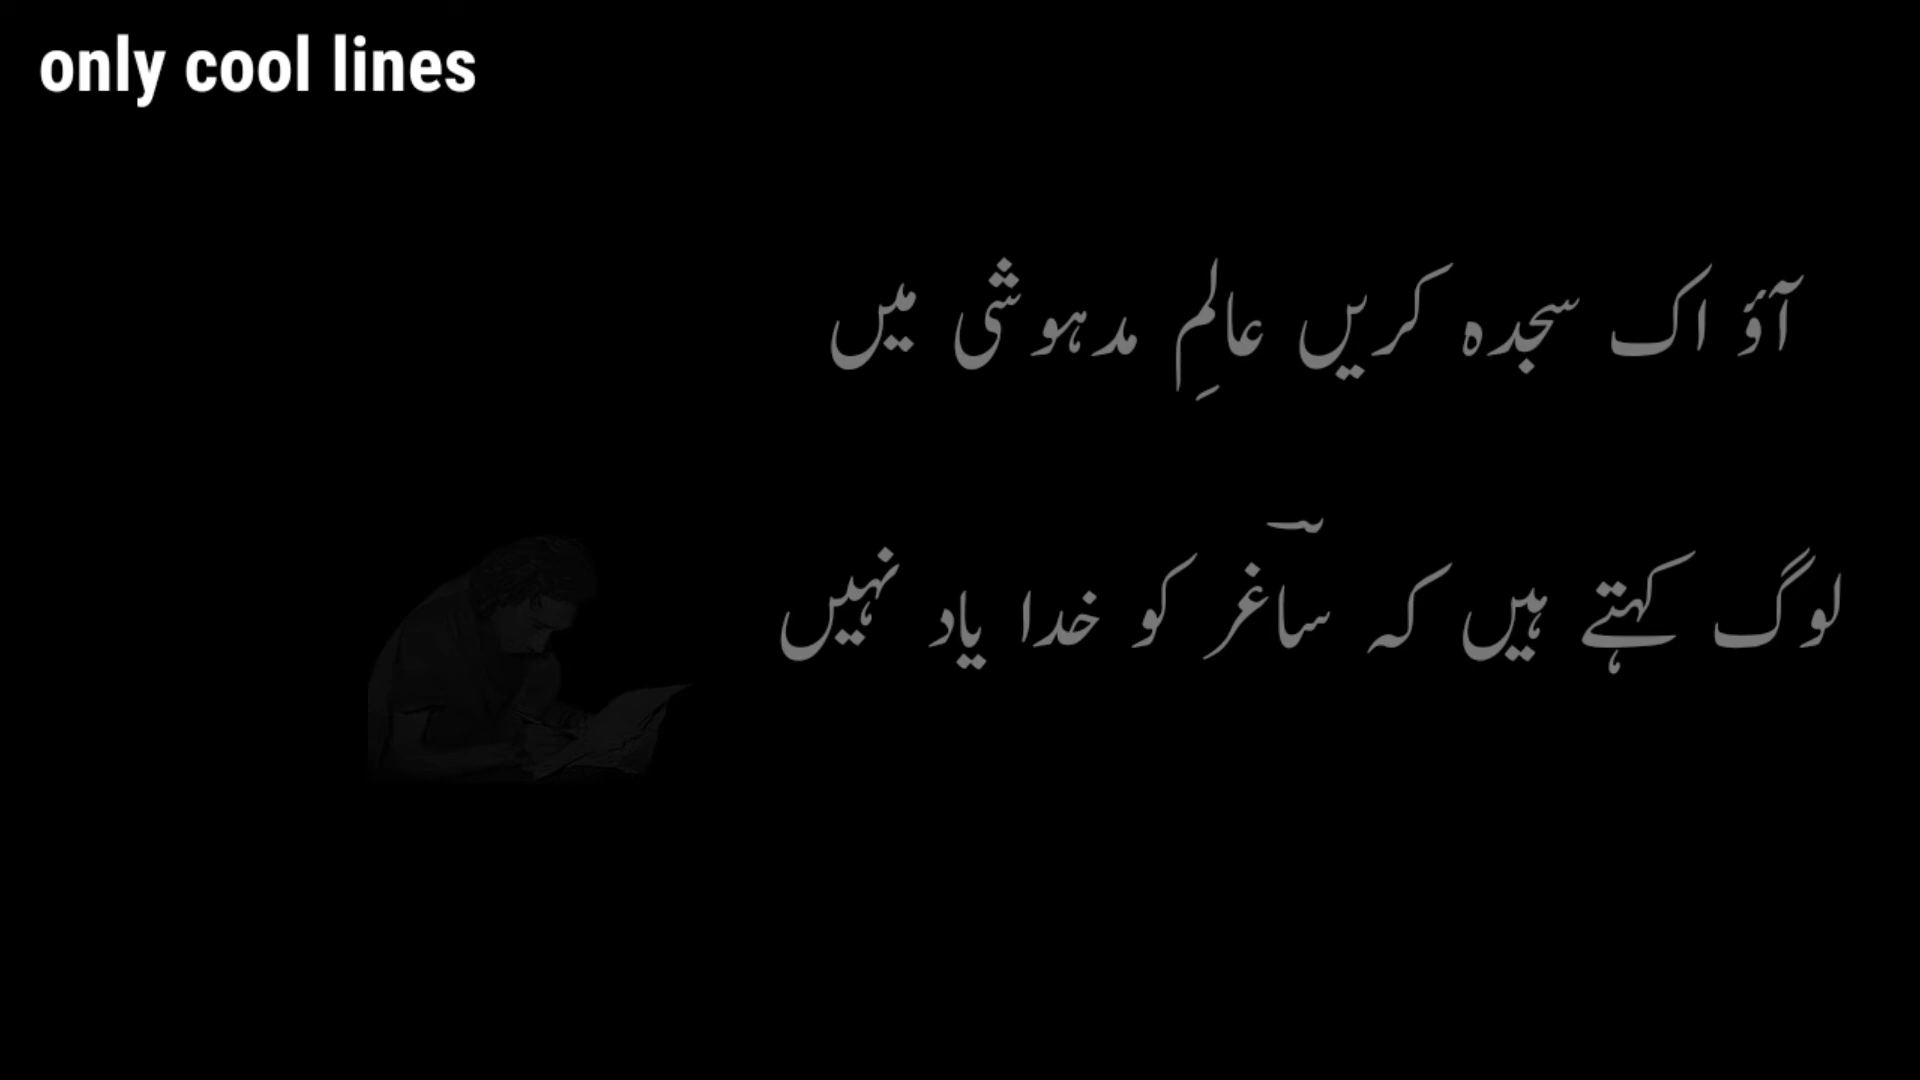 only cool lines
آؤ اک سجدہ کریں عالمِ مدہوشی میں
لوگ کہتے ہیں کہ ساغرؔ کو خدا یاد نہیں